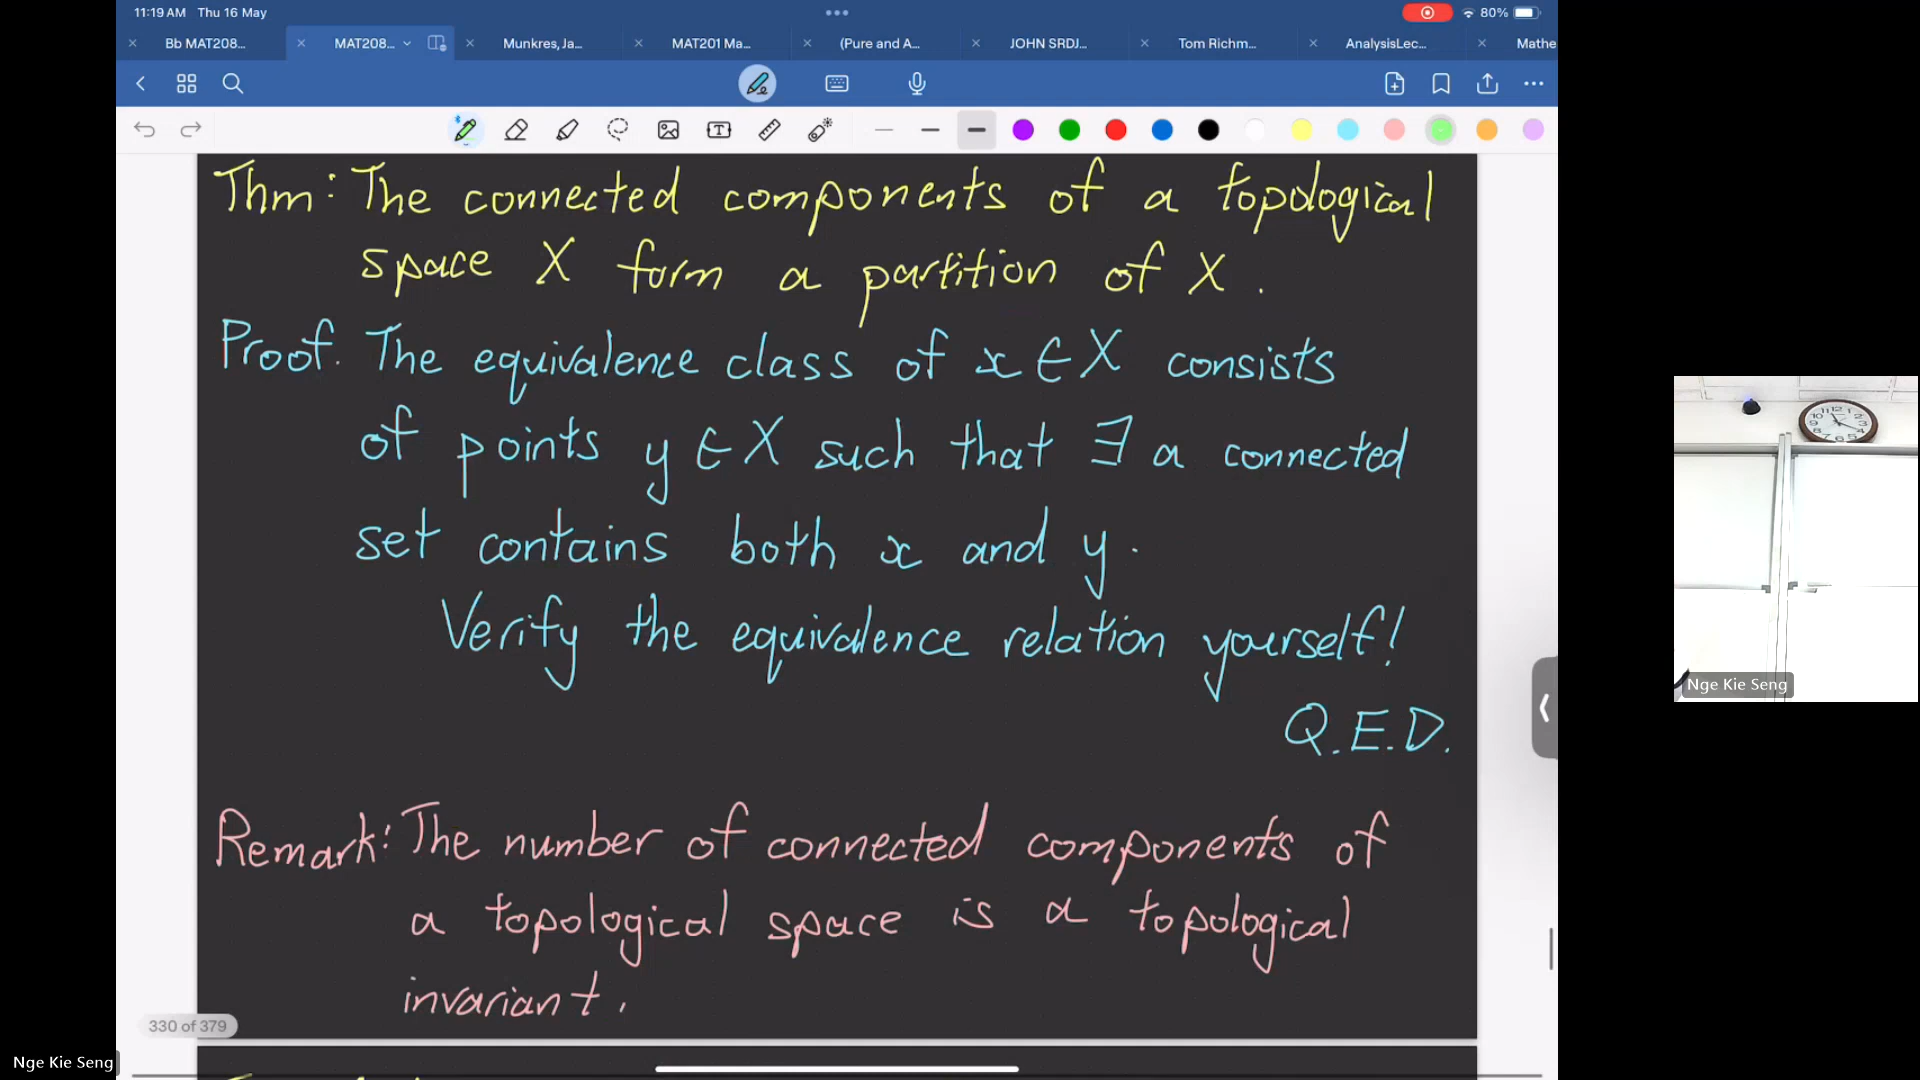 11:19 AM Thu 16 May
80%
Bb MAT208...
MAT208...
Munkres, Ja...
MAT201 Ma...
(Pure and A...
JOHN SRDJ...
Tom Richm...
AnalysisLec...
Mathe
Thm: The connected components of a topological
space X form a partition of X.
Proof. The equivalence class of x ∈ X consists
of points y ∈ X such that ∃ a connected
set contains both x and y.
Verify the equivalence relation yourself!
Q.E.D.
Remark: The number of connected components of
a topological space is a topological
invariant.
330 of 379
Nge Kie Seng
Nge Kie Seng